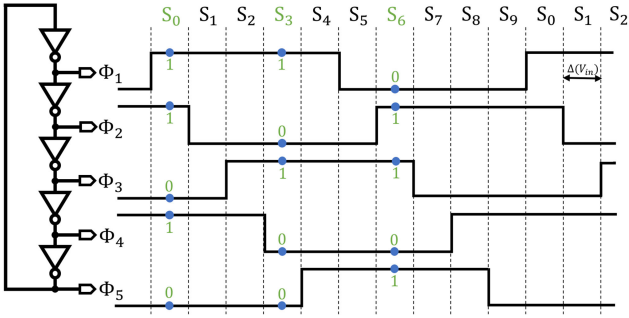 S₀ S₁ S₂ S₃ S₄ S₅ S₆ S₇ S₈ S₉ S₀ S₁ S₂
Φ₁ 1 1 0 Δ(V_in)
Φ₂ 1 0 1
Φ₃ 0 1 1
Φ₄ 1 0 0
Φ₅ 0 0 1